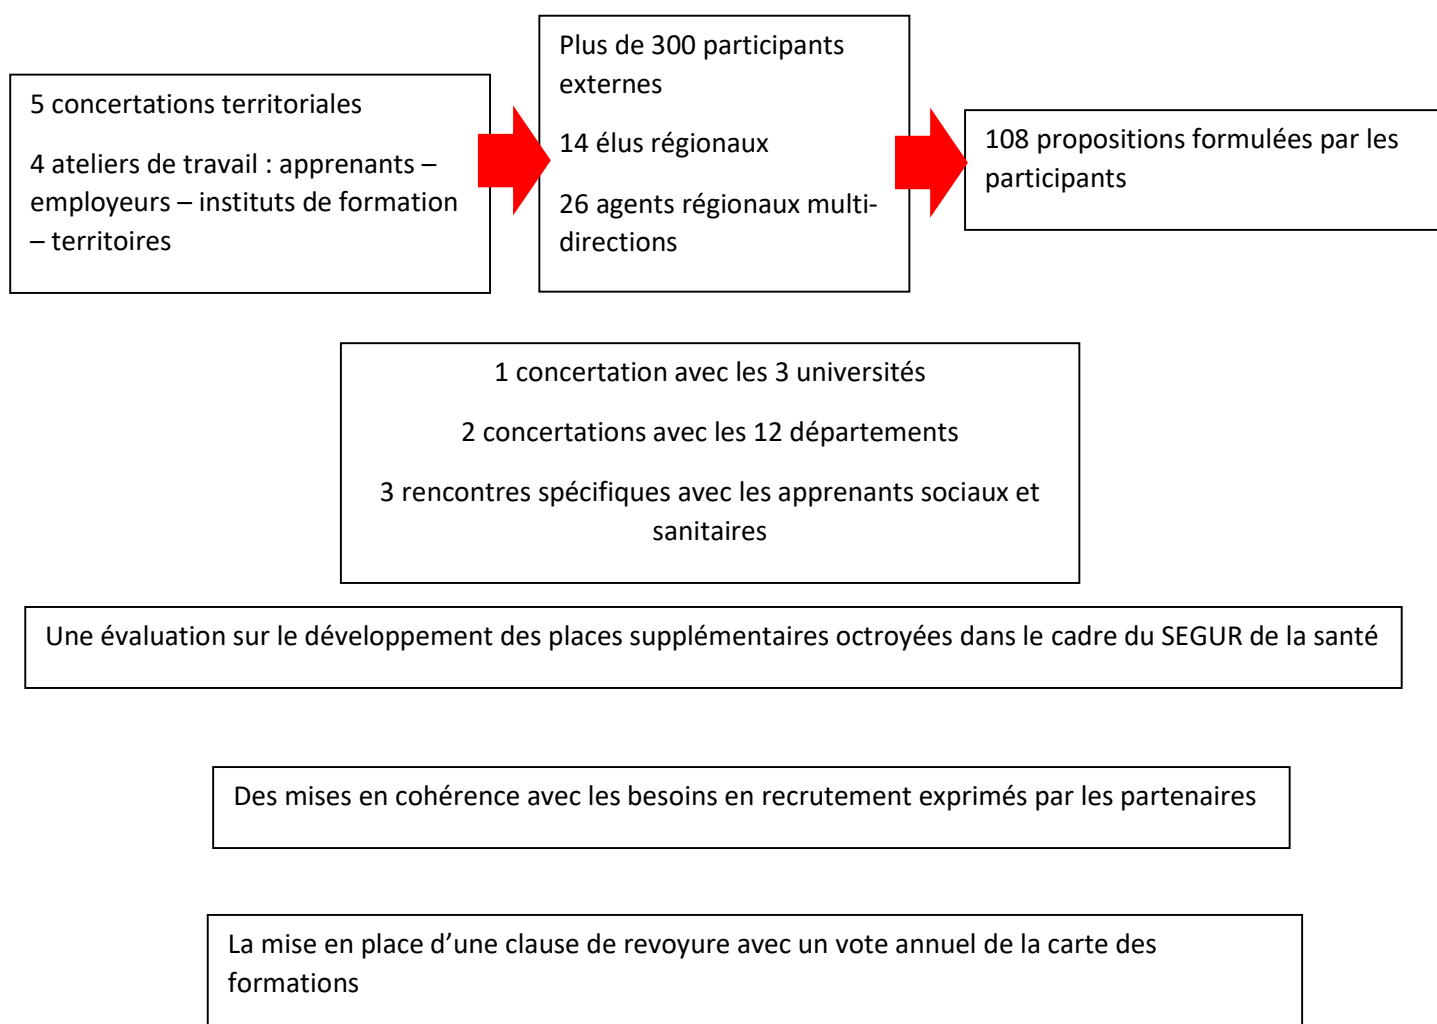 5 concertations territoriales
4 ateliers de travail : apprenants –
employeurs – instituts de formation
– territoires
Plus de 300 participants
externes
14 élus régionaux
26 agents régionaux multi-
directions
108 propositions formulées par les
participants
1 concertation avec les 3 universités
2 concertations avec les 12 départements
3 rencontres spécifiques avec les apprenants sociaux et
sanitaires
Une évaluation sur le développement des places supplémentaires octroyées dans le cadre du SEGUR de la santé
Des mises en cohérence avec les besoins en recrutement exprimés par les partenaires
La mise en place d’une clause de revoyure avec un vote annuel de la carte des
formations